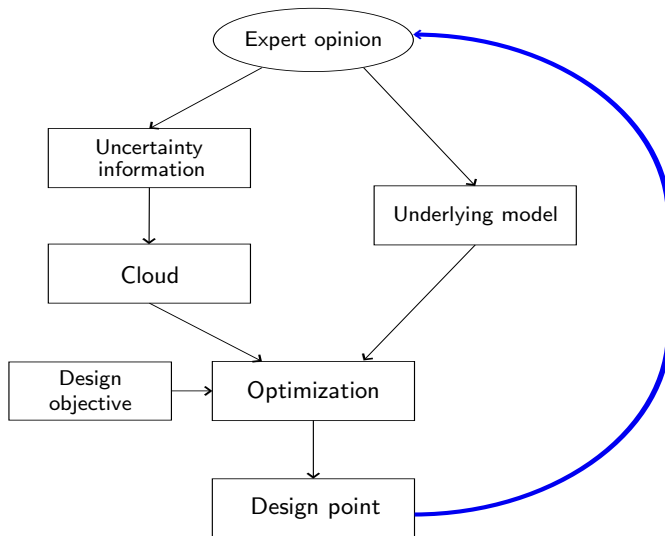 Expert opinion
Uncertainty
information
Underlying model
Cloud
Design
objective
Optimization
Design point